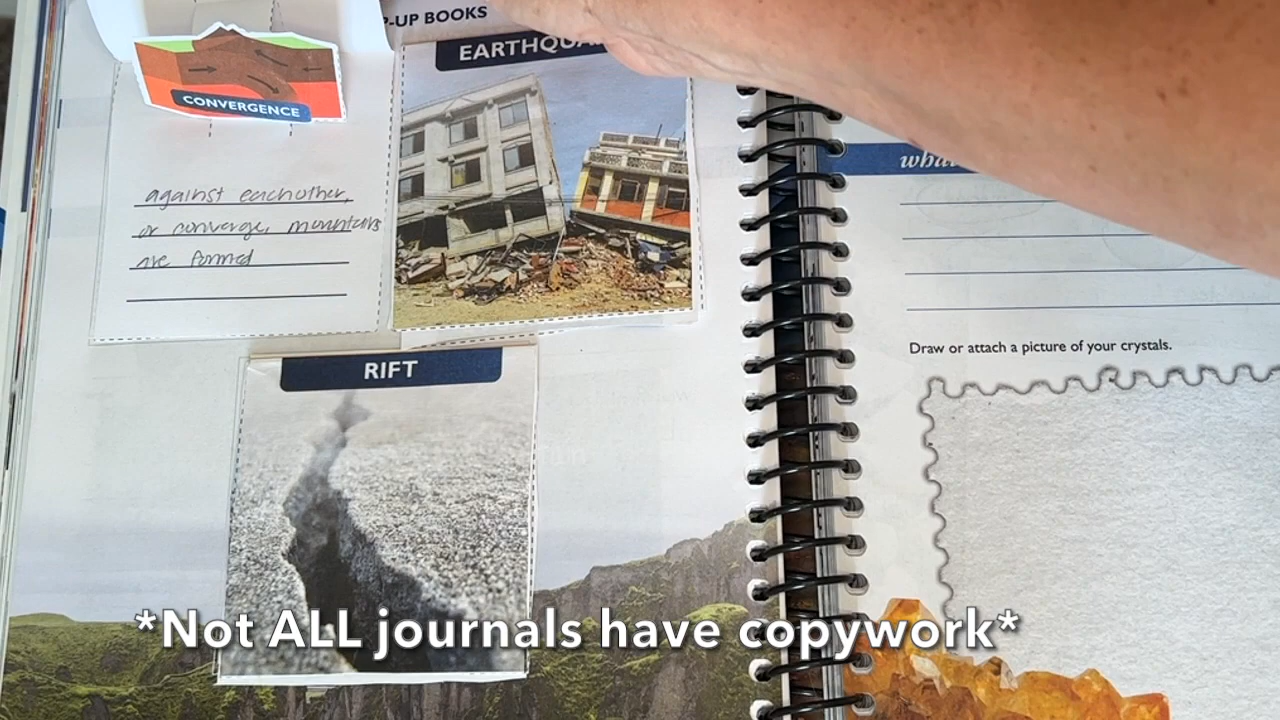 P-UP BOOKS
CONVERGENCE
EARTHQUA
against eachother,
or converge, mountains
are formed
RIFT
wha
Draw or attach a picture of your crystals.
*Not ALL journals have copywork*